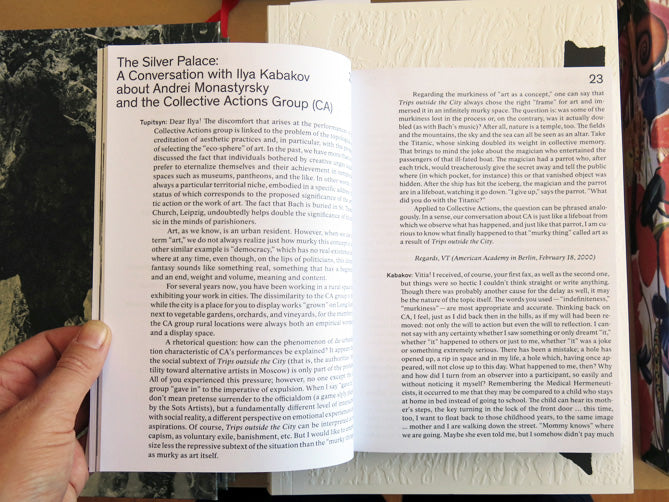 The Silver Palace:
A Conversation with Ilya Kabakov
about Andrei Monastyrsky
and the Collective Actions Group (CA)
Tupitsyn: Dear Ilya! The discomfort that arises at the performance
Collective Actions group is linked to the problem of the
creditation of aesthetic practices and, in particular, with the
of selecting the "eco-sphere" of art. In the past, we have more
discussed the fact that individuals bothered by creative
prefer to eternalize themselves and their achievement in
spaces such as museums, pantheons, and the like. In other
always a particular territorial niche, embodied in a specific
status of which corresponds to the proposed significance of the
tic action or the work of art. The fact that Bach is buried in St.
Church, Leipzig, undoubtedly helps double the significance of
sic in the minds of parishioners.
Art, as we know, is an urban resident. However, when we
term "art," we do not always realize just how murky this concept
other similar example is "democracy," which has no real
where at any time, even though, on the lips of politicians, this
fantasy sounds like something real, something that has a
and an end, weight and volume, meaning and content.
For several years now, you have been working in a rural
exhibiting your work in cities. The dissimilarity to the CA group
while the city is a place for you to display works "grown" on Long
next to vegetable gardens, orchards, and vineyards, for the
the CA group rural locations were always both an empirical
and a display space.
A rhetorical question: how can the phenomenon of
tion characteristic of CA's performances be explained? It
the social subtext of Trips outside the City (that is, the
tility toward alternative artists in Moscow) is only part of the
All of you experienced this pressure; however, no one except the
group "gave in" to the imperative of expulsion. When I say
don't mean pretense surrender to the officialdom (a game
by the Sots Artists), but a fundamentally different level of
with social reality, a different perspective on emotional
aspirations. Of course, Trips outside the City can be interpreted
capism, as voluntary exile, banishment, etc. But I would like to
size less the repressive subtext of the situation than the "murky
as murky as art itself.
23
Regarding the murkiness of "art as a concept," one can say that
Trips outside the City always chose the right "frame" for art and im-
mersed it in an infinitely murky space. The question is: was some of the
murkiness lost in the process or, on the contrary, was it actually dou-
bled (as with Bach's music)? After all, nature is a temple, too. The fields
and the mountains, the sky and the sea can all be seen as an altar. Take
the Titanic, whose sinking doubled its weight in collective memory.
That brings to mind the joke about the magician who entertained the
passengers of that ill-fated boat. The magician had a parrot who, after
each trick, would treacherously give the secret away and tell the public
where (in which pocket, for instance) this or that vanished object was
hidden. After the ship has hit the iceberg, the magician and the parrot
are in a lifeboat, watching it go down. "I give up," says the parrot. "What
did you do with the Titanic?"
Applied to Collective Actions, the question can be phrased analo-
gously. In a sense, our conversation about CA is just like a lifeboat from
which we observe what has happened, and just like that parrot, I am cu-
rious to know what finally happened to that "murky thing" called art as
a result of Trips outside the City.
Regards, VT (American Academy in Berlin, February 18, 2000)
Kabakov: Vitia! I received, of course, your first fax, as well as the second one,
but things were so hectic I couldn't think straight or write anything.
Though there was probably another cause for the delay as well, it may
be the nature of the topic itself. The words you used—"indefiniteness,"
"murkiness"—are most appropriate and accurate. Thinking back on
CA, I feel, just as I did back then in the hills, as if my will had been re-
moved: not only the will to action but even the will to reflection. I can-
not say with any certainty whether I saw something or only dreamt "it,"
whether "it" happened to others or just to me, whether "it" was a joke
or something extremely serious. There has been a mistake; a hole has
opened up, a rip in space and in my life, a hole which, having once ap-
peared, will not close up to this day. What happened to me, then? Why
and how did I turn from an observer into a participant, so easily and
without noticing it myself? Remembering the Medical Hermeneuti-
cists, it occurred to me that they may be compared to a child who stays
at home in bed instead of going to school. The child can hear its moth-
er's steps, the key turning in the lock of the front door ... this time,
too, I want to float back to those childhood years, to the same image
... mother and I are walking down the street. "Mommy knows" where
we are going. Maybe she even told me, but I somehow didn't pay much